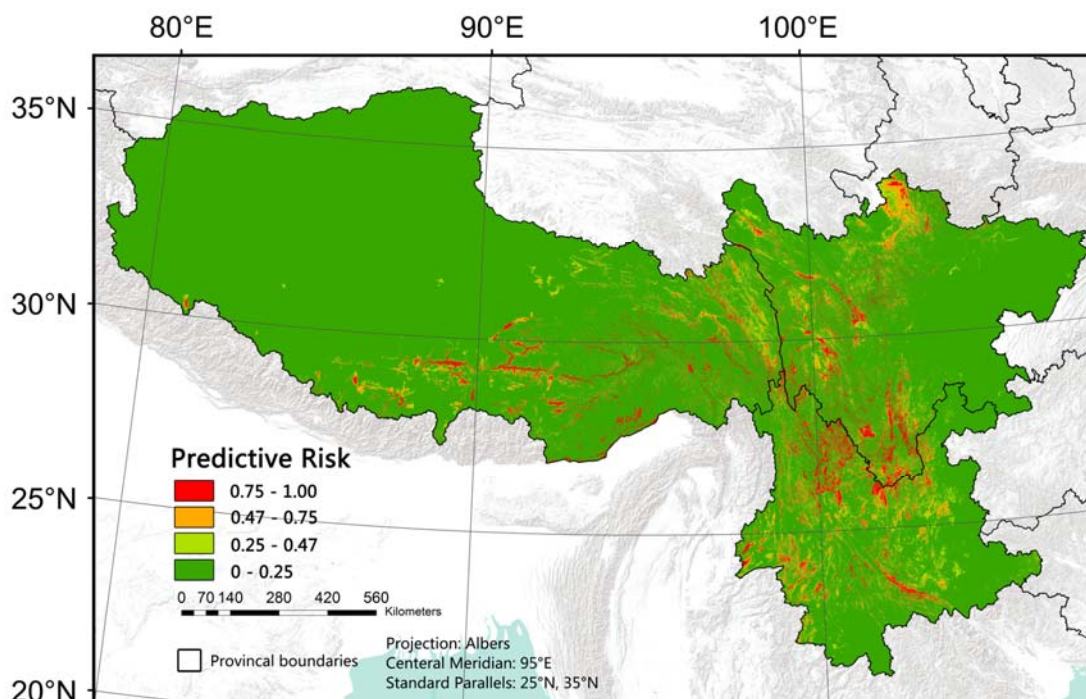 80°E 90°E 100°E
35°N
30°N
25°N
20°N
Predictive Risk
0.75 - 1.00
0.47 - 0.75
0.25 - 0.47
0 - 0.25
0 70 140 280 420 560
Kilometers
Provincal boundaries
Projection: Albers
Centeral Meridian: 95°E
Standard Parallels: 25°N, 35°N